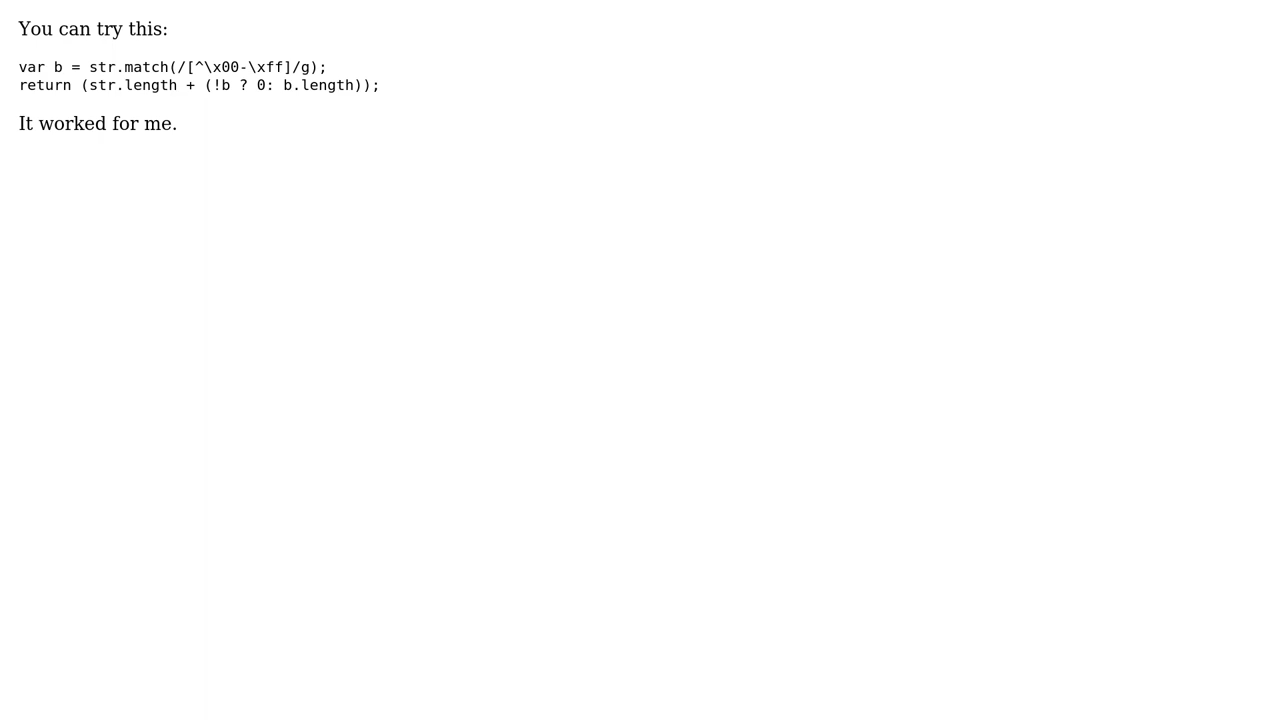 You can try this:
var b = str.match(/[^\x00-\xff]/g);
return (str.length + (!b ? 0: b.length));
It worked for me.